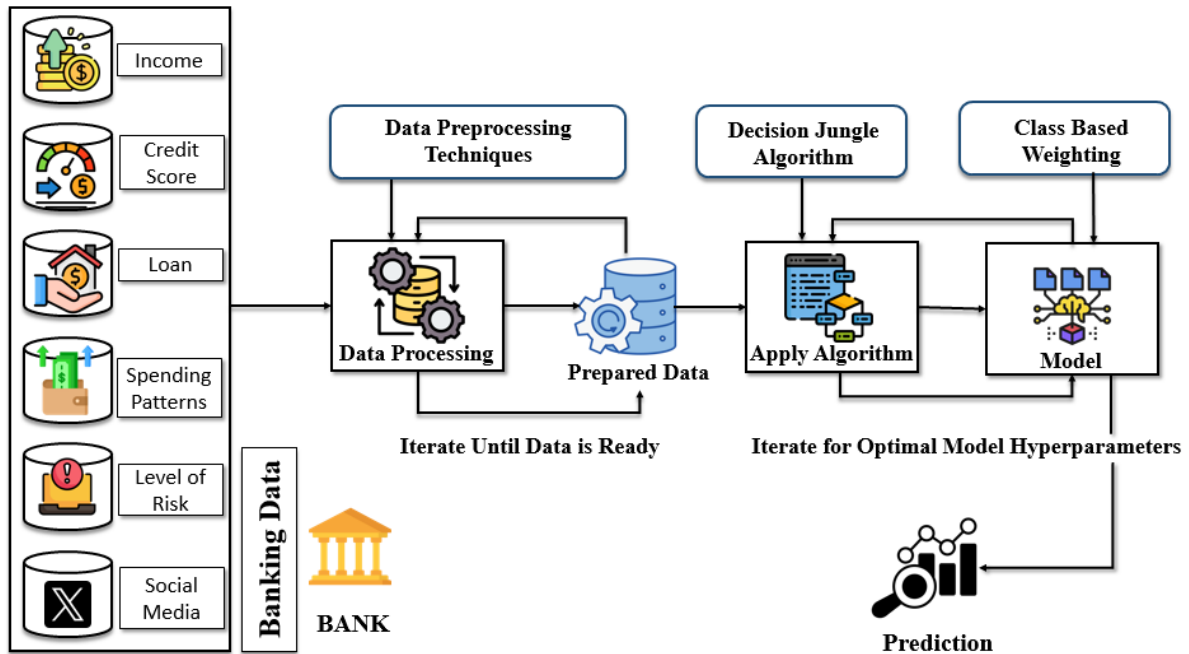 Income
Credit
Score
Loan
Spending
Patterns
Level of
Risk
Social
Media
Banking Data
BANK
Data Preprocessing
Techniques
Data Processing
Prepared Data
Iterate Until Data is Ready
Decision Jungle
Algorithm
Class Based
Weighting
Apply Algorithm
Model
Iterate for Optimal Model Hyperparameters
Prediction